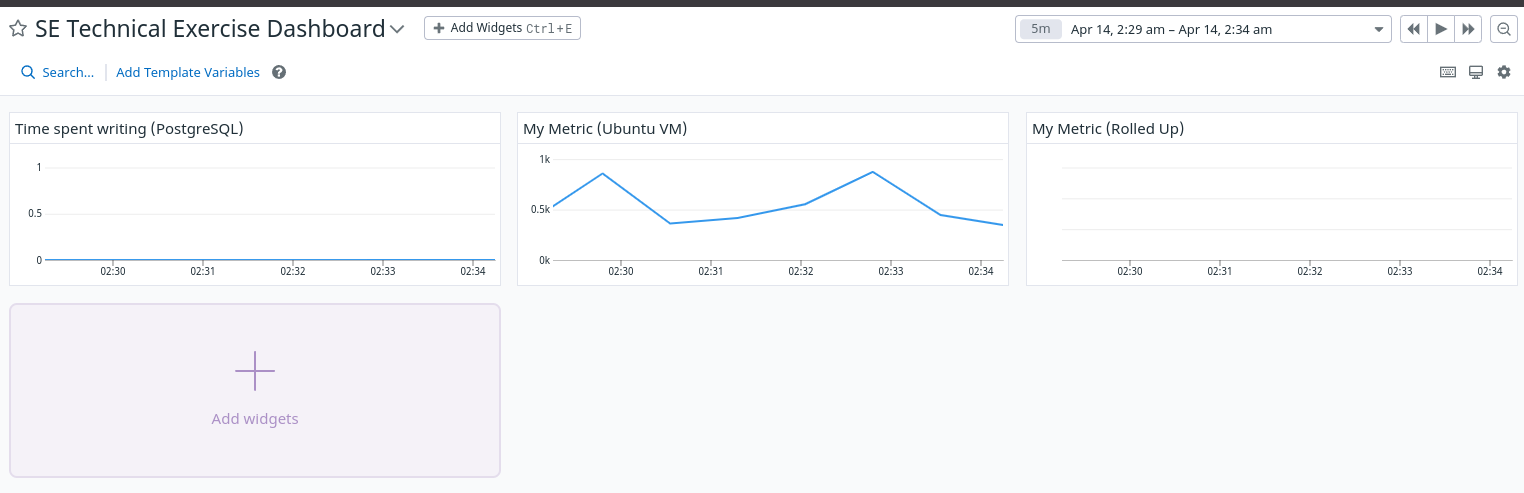 SE Technical Exercise Dashboard
+ Add Widgets Ctrl+E
5m Apr 14, 2:29 am – Apr 14, 2:34 am
Search...
Add Template Variables ?
Time spent writing (PostgreSQL)
1
0.5
0
02:30 02:31 02:32 02:33 02:34
My Metric (Ubuntu VM)
1k
0.5k
0k
02:30 02:31 02:32 02:33 02:34
My Metric (Rolled Up)
02:30 02:31 02:32 02:33 02:34
Add widgets